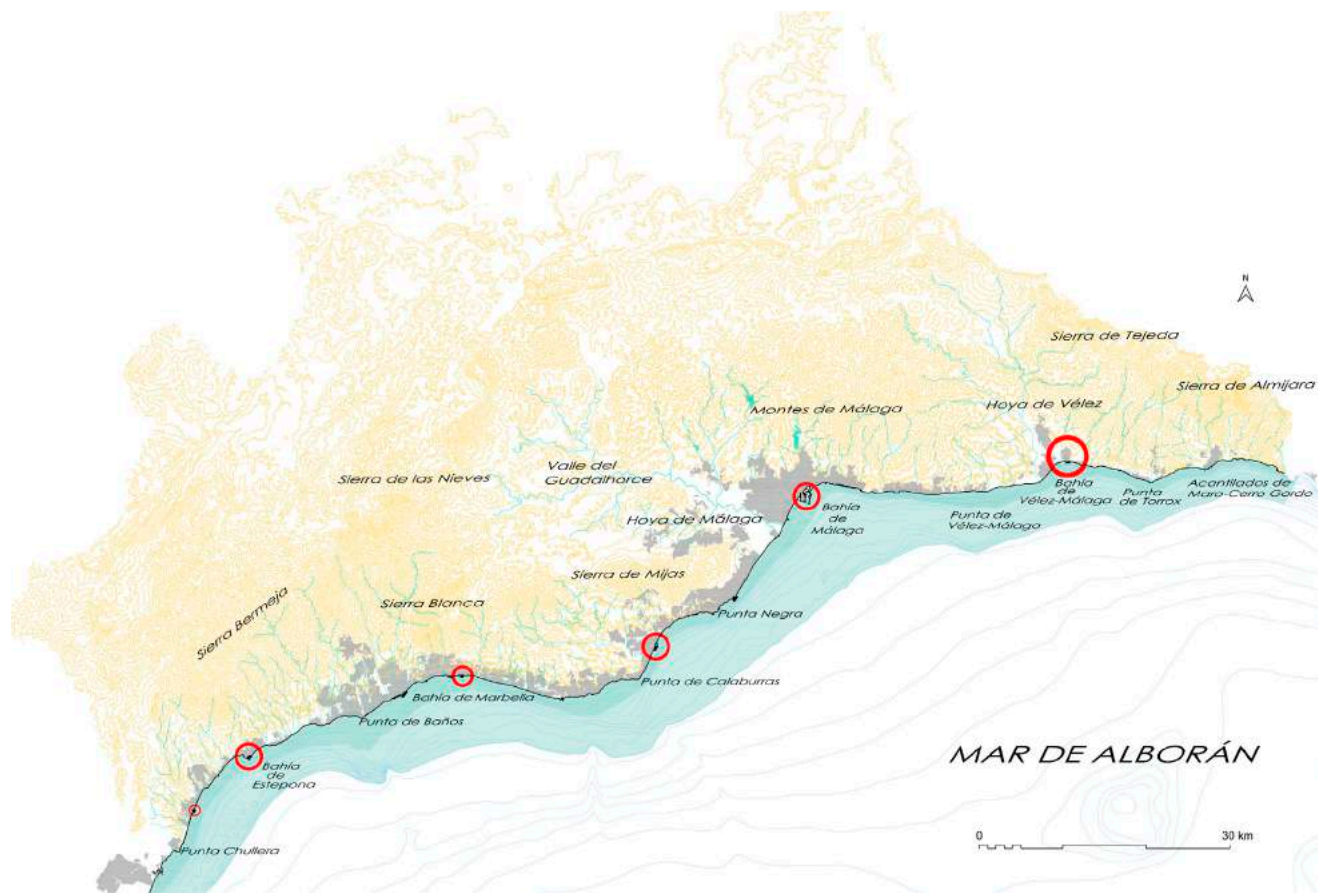 N
Sierra de Tejeda
Sierra de Almijara
Montes de Málaga
Hoya de Vélez
Sierra de las Nieves
Valle del
Guadalhorce
Bahía
de
Vélez-Málaga
Punta
de Torrox
Acantilados de
Maro-Cerro Gordo
Hoya de Málaga
Bahía
de
Málaga
Punta de
Vélez-Málaga
Sierra de Mijas
Sierra Blanca
Sierra Bermeja
Punta Negra
Punta de Calaburras
Bahía de Marbella
Punta de Baños
Bahía
de
Estepona
MAR DE ALBORÁN
0
30 km
Punta Chullera